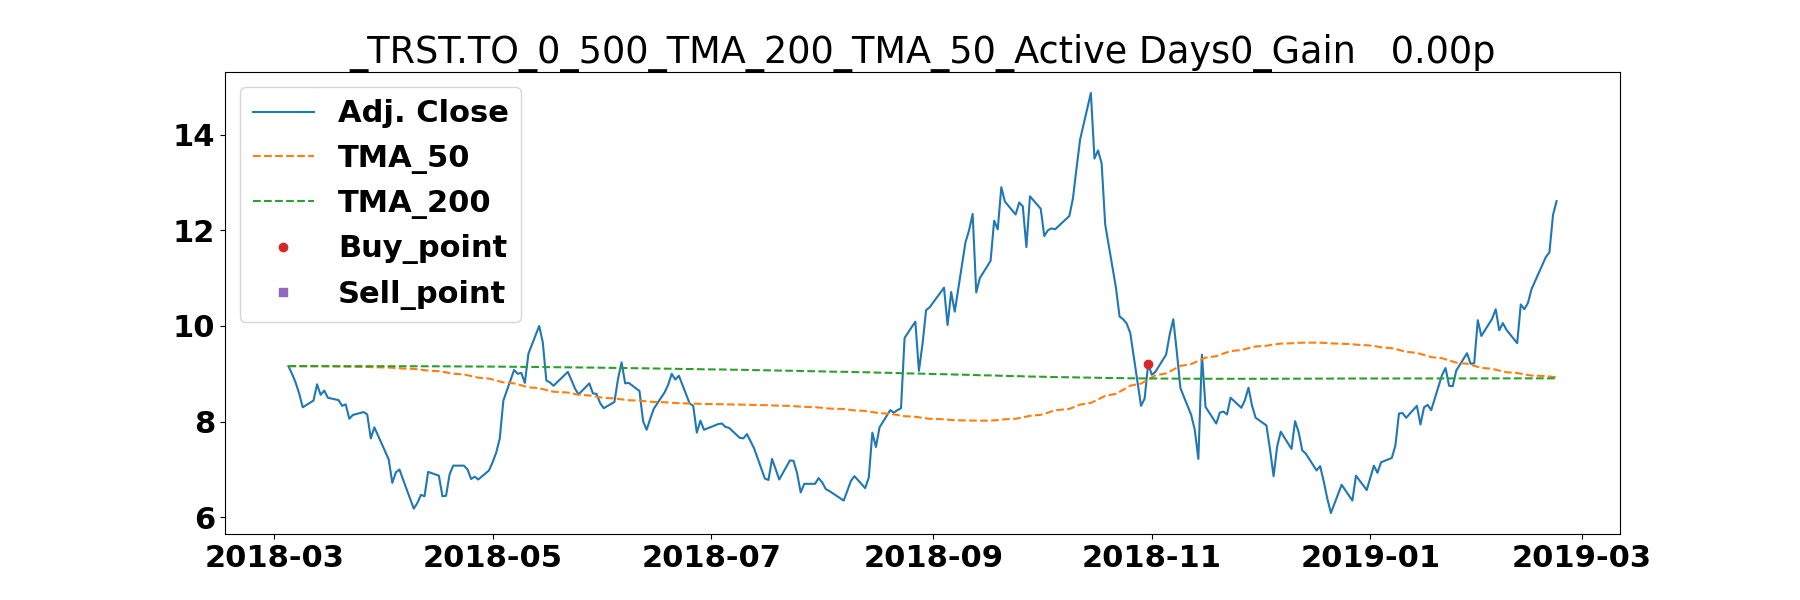 _TRST.TO_0_500_TMA_200_TMA_50_Active Days0_Gain   0.00p
Adj. Close
TMA_50
TMA_200
Buy_point
Sell_point
14
12
10
8
6
2018-03 2018-05 2018-07 2018-09 2018-11 2019-01 2019-03